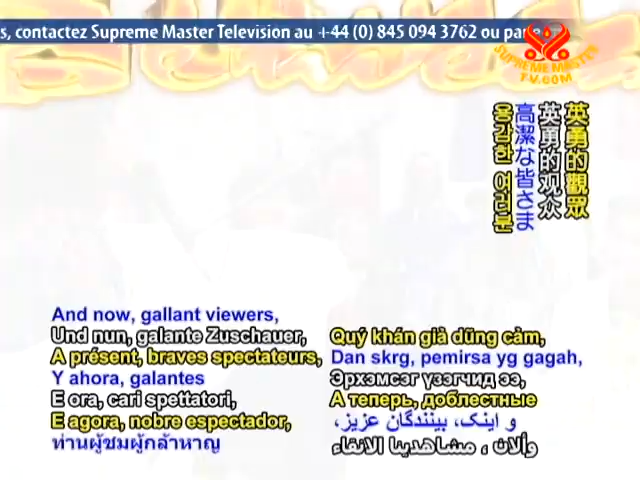 s, contactez Supreme Master Television au +44 (0) 845 094 3762 ou par e
SUPREME MASTER
TV.COM
英勇的觀眾
英勇的观众
高潔な皆さま
용감한 여러분
And now, gallant viewers,
Und nun, galante Zuschauer,
A présent, braves spectateurs,
Y ahora, galantes
E ora, cari spettatori,
E agora, nobre espectador,
ท่านผู้ชมผู้กล้าหาญ
Quý khán giả dũng cảm,
Dan skrg, pemirsa yg gagah,
Эрхэмсэг үзэгчид ээ,
А теперь, доблестные
و اینک، بینندگان عزیز،
والان ، مشاهدينا الانقاء